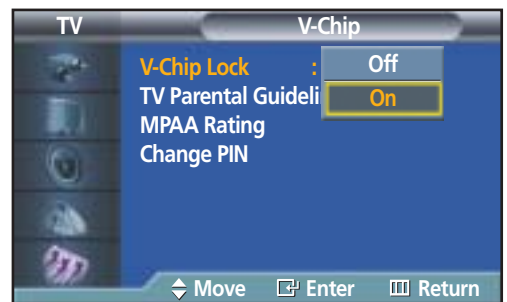 TV V-Chip
V-Chip Lock : Off
TV Parental Guideli On
MPAA Rating
Change PIN
Move Enter Return